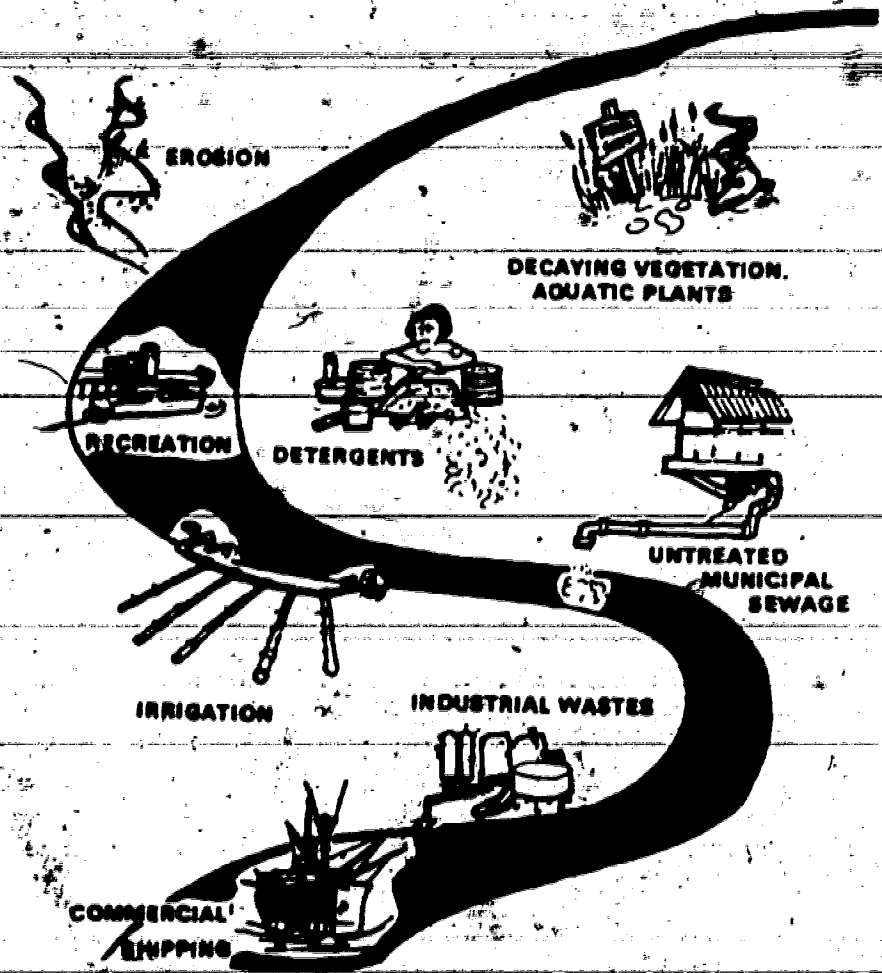 EROSION
DECAYING VEGETATION.
AQUATIC PLANTS
RECREATION
DETERGENTS
UNTREATED
MUNICIPAL
SEWAGE
IRRIGATION
INDUSTRIAL WASTES
COMMERCIAL
SHIPPING